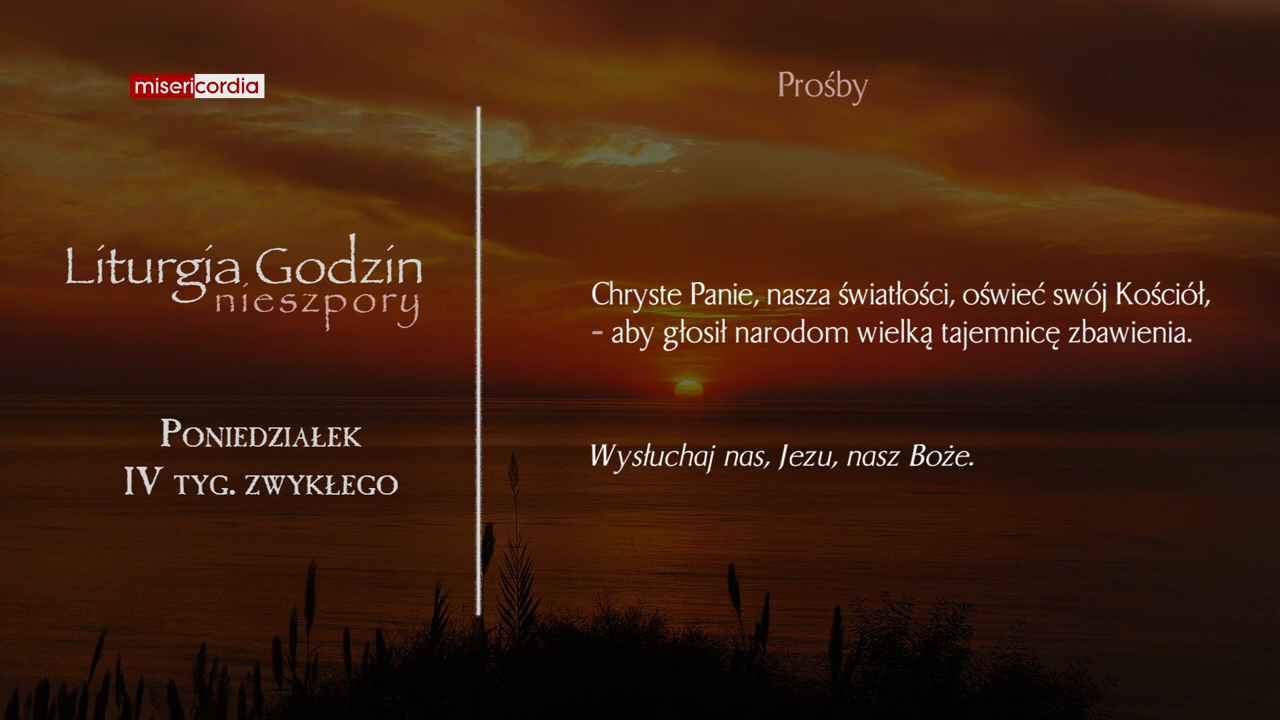 misericordia
Liturgia Godzin
nieszpory
Poniedziałek
IV tyg. zwykłego
Prośby
Chryste Panie, nasza światłości, oświeć swój Kościół,
- aby głosił narodom wielką tajemnicę zbawienia.
Wysłuchaj nas, Jezu, nasz Boże.